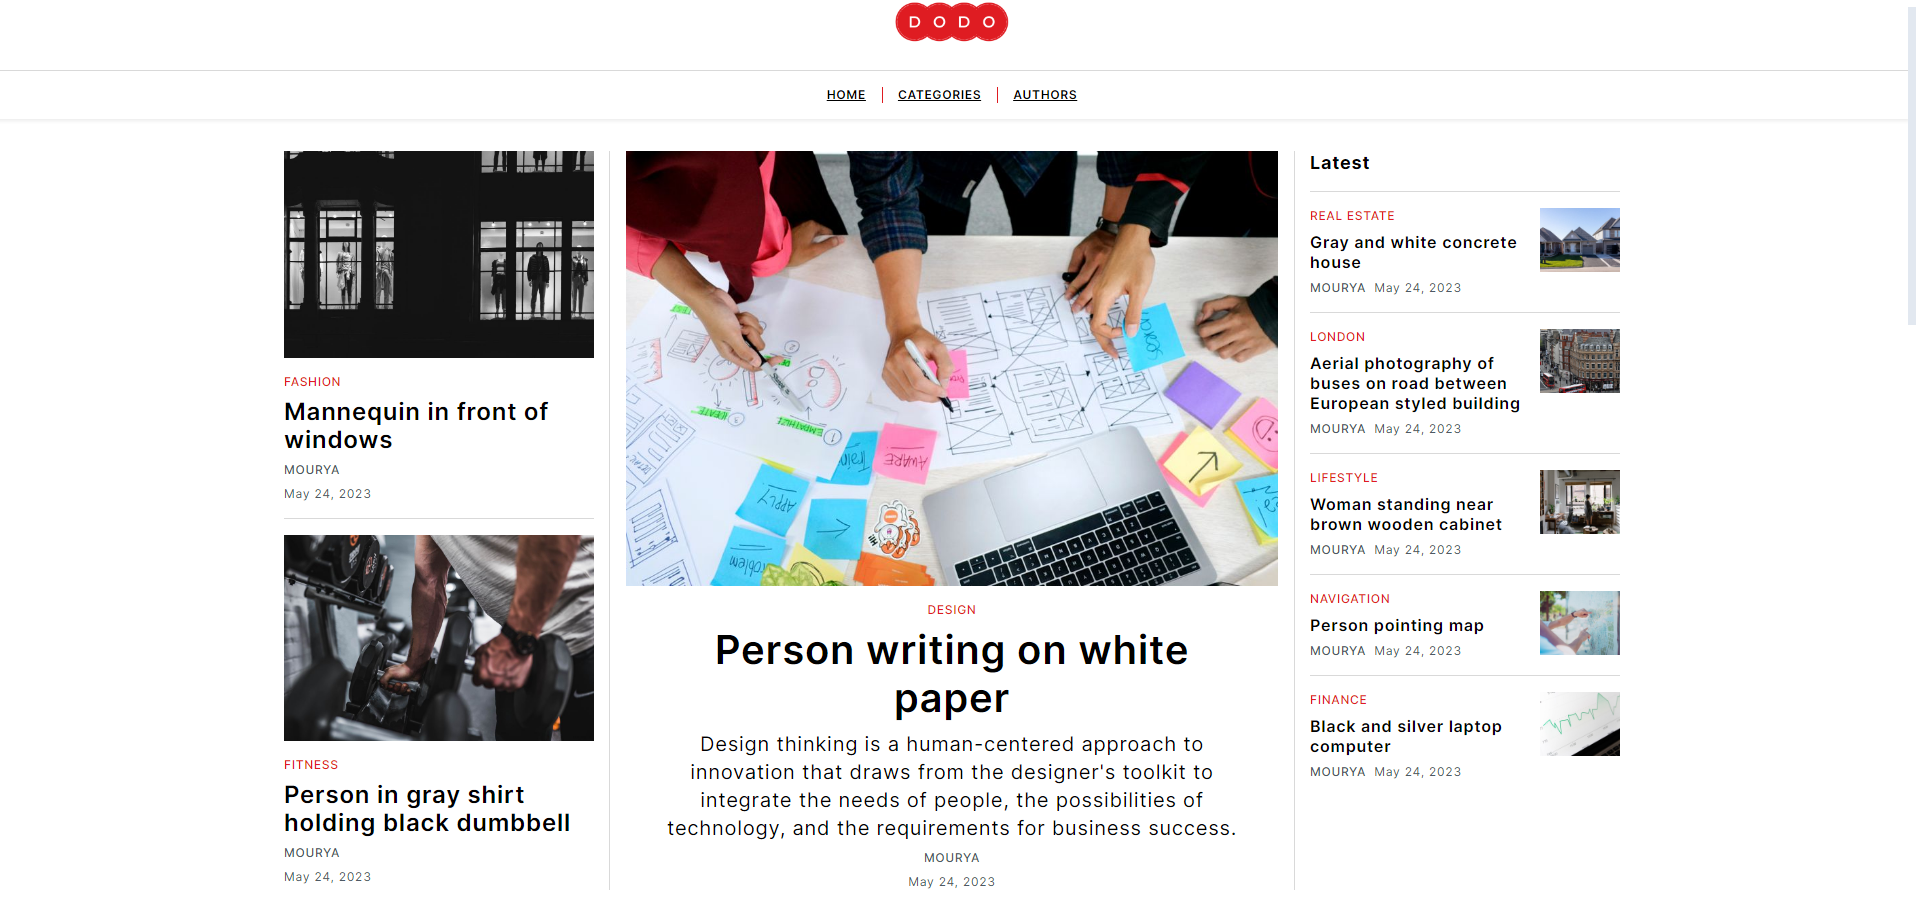 DODO
HOME
CATEGORIES
AUTHORS
FASHION
Mannequin in front of
windows
MOURYA
May 24, 2023
FITNESS
Person in gray shirt
holding black dumbbell
MOURYA
May 24, 2023
AWARE
APPLY
Problem
DESIGN
Person writing on white
paper
Design thinking is a human-centered approach to
innovation that draws from the designer's toolkit to
integrate the needs of people, the possibilities of
technology, and the requirements for business success.
MOURYA
May 24, 2023
Latest
REAL ESTATE
Gray and white concrete
house
MOURYA May 24, 2023
LONDON
Aerial photography of
buses on road between
European styled building
MOURYA May 24, 2023
LIFESTYLE
Woman standing near
brown wooden cabinet
MOURYA May 24, 2023
NAVIGATION
Person pointing map
MOURYA May 24, 2023
FINANCE
Black and silver laptop
computer
MOURYA May 24, 2023